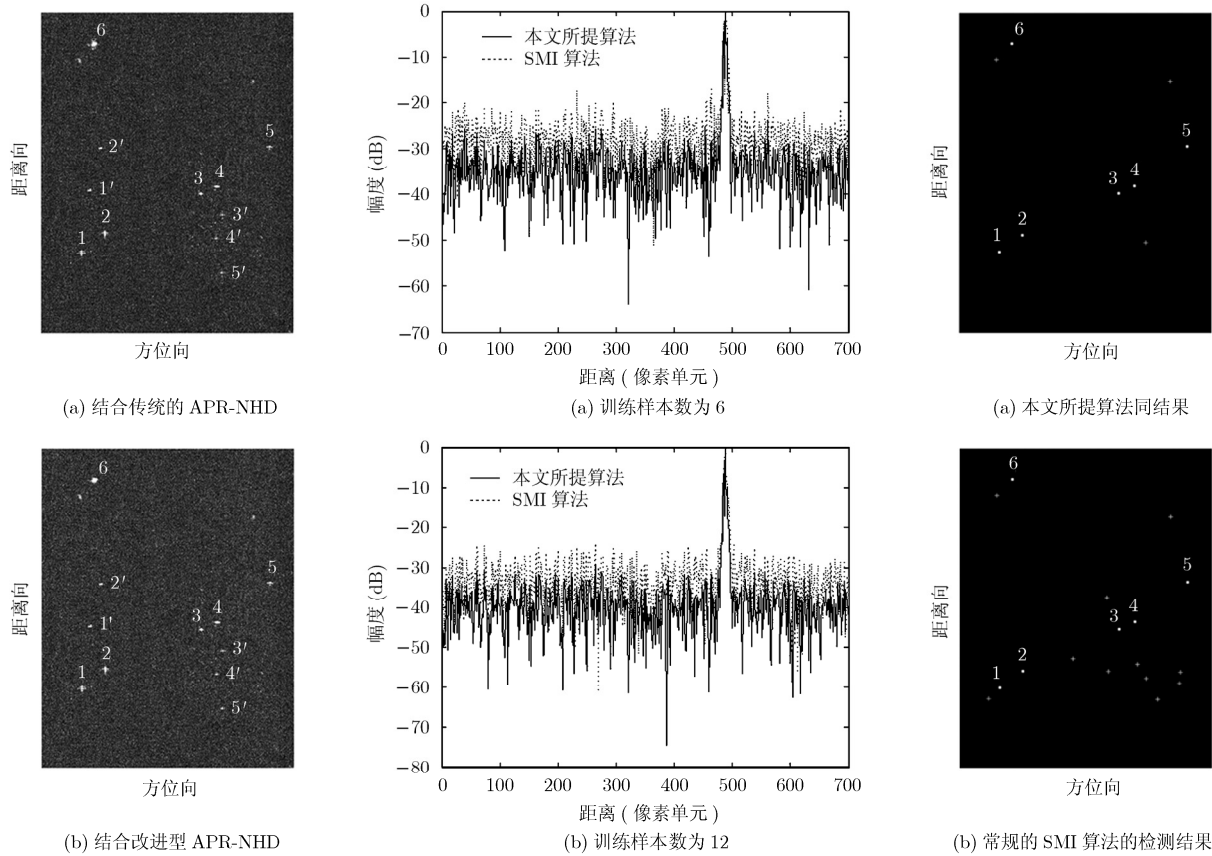 6
2′
5
3
4
1′
3′
2
4′
1
5′
距离向
方位向
(a) 结合传统的 APR-NHD
0
−10
−20
−30
−40
−50
−60
−70
幅度 (dB)
本文所提算法
SMI 算法
0 100 200 300 400 500 600 700
距离 ( 像素单元 )
(a) 训练样本数为 6
6
5
3
4
2
1
距离向
方位向
(a) 本文所提算法同结果
6
2′
5
3
4
1′
3′
2
4′
1
5′
距离向
方位向
(b) 结合改进型 APR-NHD
0
−10
−20
−30
−40
−50
−60
−70
−80
幅度 (dB)
本文所提算法
SMI 算法
0 100 200 300 400 500 600 700
距离 ( 像素单元 )
(b) 训练样本数为 12
6
5
4
3
2
1
距离向
方位向
(b) 常规的 SMI 算法的检测结果